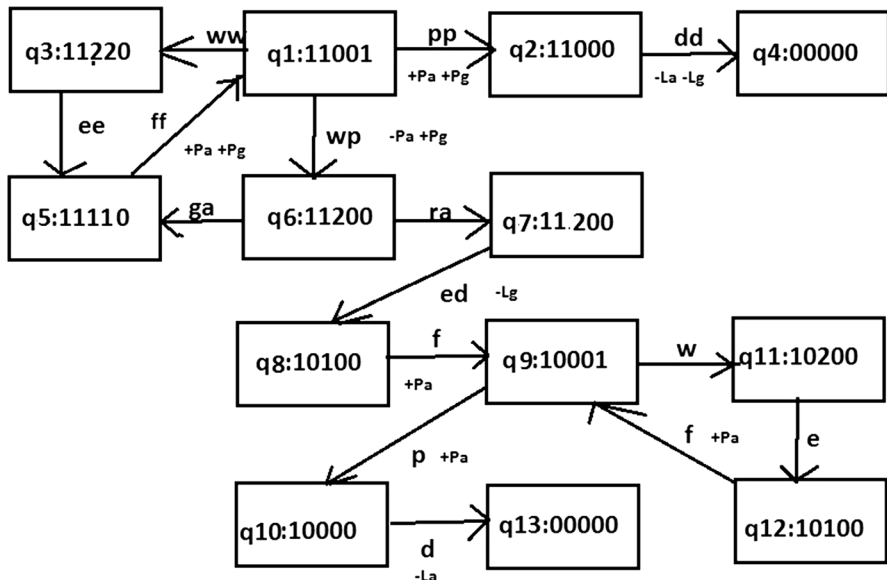 q3:11220
ww
q1:11001
pp
+Pa +Pg
q2:11000
dd
-La -Lg
q4:00000
ee
ff
+Pa +Pg
wp
-Pa +Pg
q5:11110
ga
q6:11200
ra
q7:11.200
ed
-Lg
q8:10100
f
+Pa
q9:10001
w
q11:10200
p
+Pa
f
+Pa
e
q10:10000
d
-La
q13:00000
q12:10100